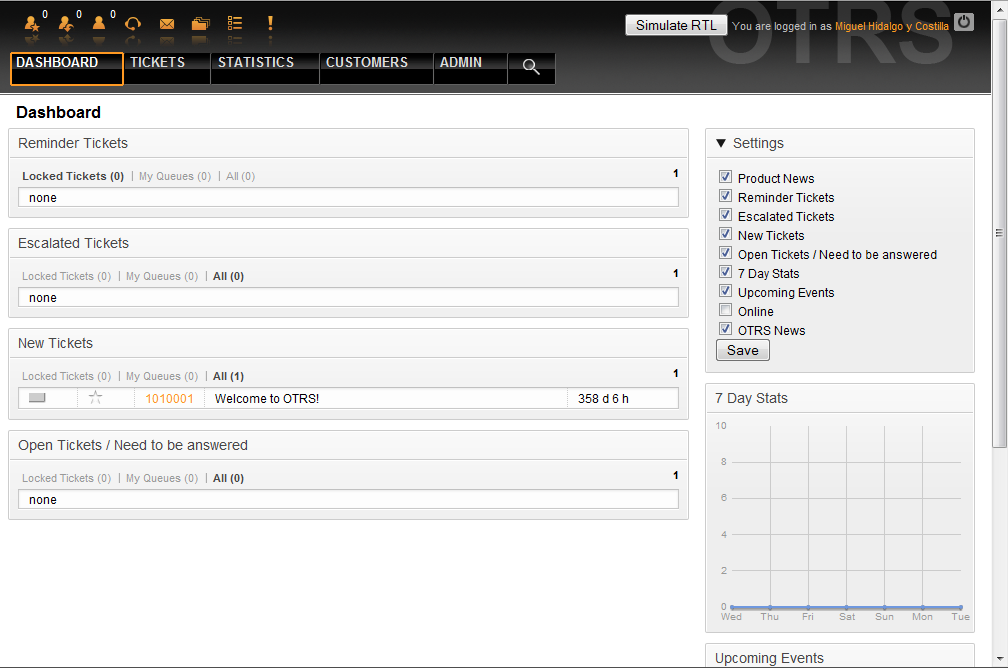 0 0 0
Simulate RTL You are logged in as Miguel Hidalgo y Costilla
OTRS
DASHBOARD TICKETS STATISTICS CUSTOMERS ADMIN
Dashboard
Reminder Tickets
Locked Tickets (0) | My Queues (0) | All (0) 1
none
Escalated Tickets
Locked Tickets (0) | My Queues (0) | All (0) 1
none
New Tickets
Locked Tickets (0) | My Queues (0) | All (1) 1
1010001 Welcome to OTRS! 358 d 6 h
Open Tickets / Need to be answered
Locked Tickets (0) | My Queues (0) | All (0) 1
none
Settings
Product News
Reminder Tickets
Escalated Tickets
New Tickets
Open Tickets / Need to be answered
7 Day Stats
Upcoming Events
Online
OTRS News
Save
7 Day Stats
10
8
6
4
2
0
Wed Thu Fri Sat Sun Mon Tue
Upcoming Events